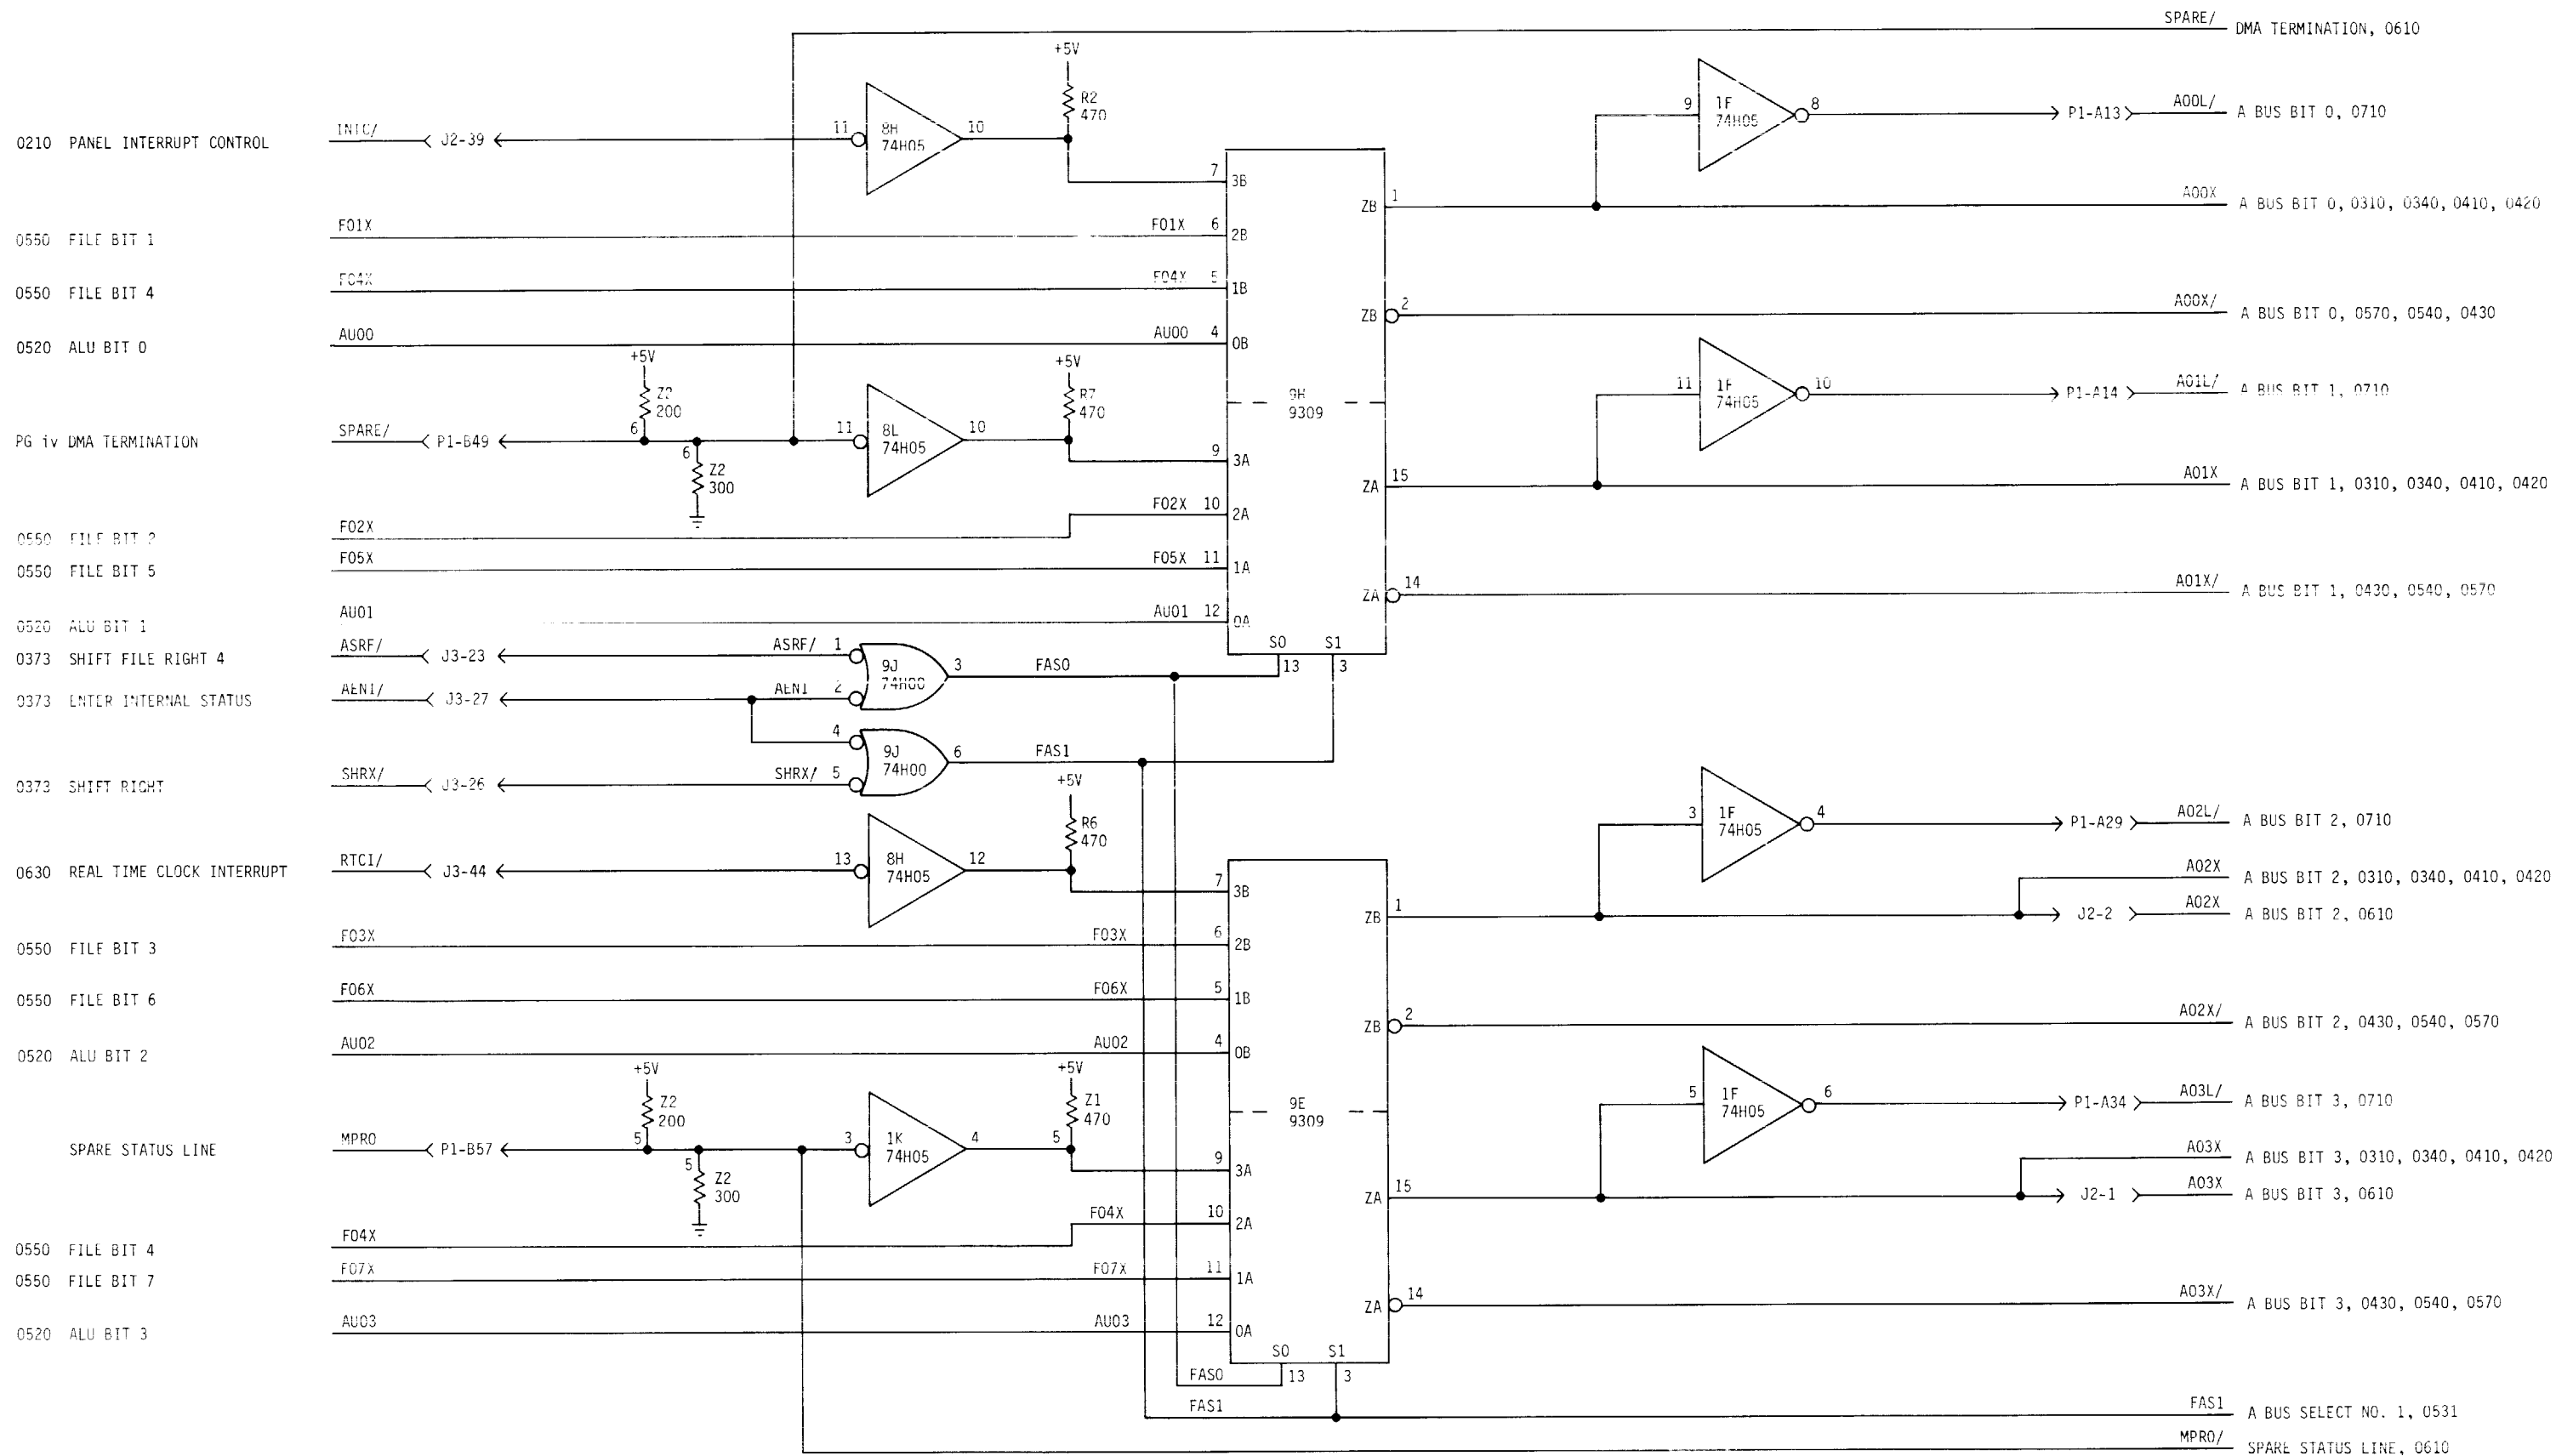 SPARE/ DMA TERMINATION, 0610
+5V
R2
470
0210 PANEL INTERRUPT CONTROL INTC/ J2-39 11 8H 10
74H05
9 1F 8 P1-A13 A00L/ A BUS BIT 0, 0710
74H05
7 3B
ZB 1 A00X A BUS BIT 0, 0310, 0340, 0410, 0420
0550 FILE BIT 1 F01X F01X 6 2B
0550 FILE BIT 4 F04X F04X 5 1B
ZB 2 A00X/ A BUS BIT 0, 0570, 0540, 0430
0520 ALU BIT 0 AU00 AU00 4 0B
+5V +5V
Z2
200
R7
470
11 1F 10 P1-A14 A01L/ A BUS BIT 1, 0710
74H05
9H
9309
PG iv DMA TERMINATION SPARE/ P1-B49 6 11 8L 10
74H05
6 Z2
300
9 3A
ZA 15 A01X A BUS BIT 1, 0310, 0340, 0410, 0420
F02X 10 2A
0550 FILE BIT 2 F02X
0550 FILE BIT 5 F05X F05X 11 1A
ZA 14 A01X/ A BUS BIT 1, 0430, 0540, 0570
0520 ALU BIT 1 AU01 AU01 12 0A
S0 S1
13 3
0373 SHIFT FILE RIGHT 4 ASRF/ J3-23 ASRF/ 1 9J 3 FAS0
74H00
0373 ENTER INTERNAL STATUS AENI/ J3-27 AENI 2
4 9J 6 FAS1
74H00
0373 SHIFT RIGHT SHRX/ J3-26 SHRX/ 5
+5V
R6
470
0630 REAL TIME CLOCK INTERRUPT RTCI/ J3-44 13 8H 12
74H05
3 1F 4 P1-A29 A02L/ A BUS BIT 2, 0710
74H05
7 3B
A02X A BUS BIT 2, 0310, 0340, 0410, 0420
ZB 1 J2-2 A02X A BUS BIT 2, 0610
0550 FILE BIT 3 F03X F03X 6 2B
0550 FILE BIT 6 F06X F06X 5 1B
ZB 2 A02X/ A BUS BIT 2, 0430, 0540, 0570
0520 ALU BIT 2 AU02 AU02 4 0B
+5V +5V
Z2
200
Z1
470
5 1F 6 P1-A34 A03L/ A BUS BIT 3, 0710
74H05
9E
9309
SPARE STATUS LINE MPRO P1-B57 5 3 1K 4 5
74H05
5 Z2
300
9 3A
A03X A BUS BIT 3, 0310, 0340, 0410, 0420
ZA 15 J2-1 A03X A BUS BIT 3, 0610
F04X 10 2A
0550 FILE BIT 4 F04X
0550 FILE BIT 7 F07X F07X 11 1A
ZA 14 A03X/ A BUS BIT 3, 0430, 0540, 0570
0520 ALU BIT 3 AU03 AU03 12 0A
S0 S1
FAS0 13 3
FAS1 FAS1 A BUS SELECT NO. 1, 0531
MPRO/ SPARE STATUS LINE, 0610